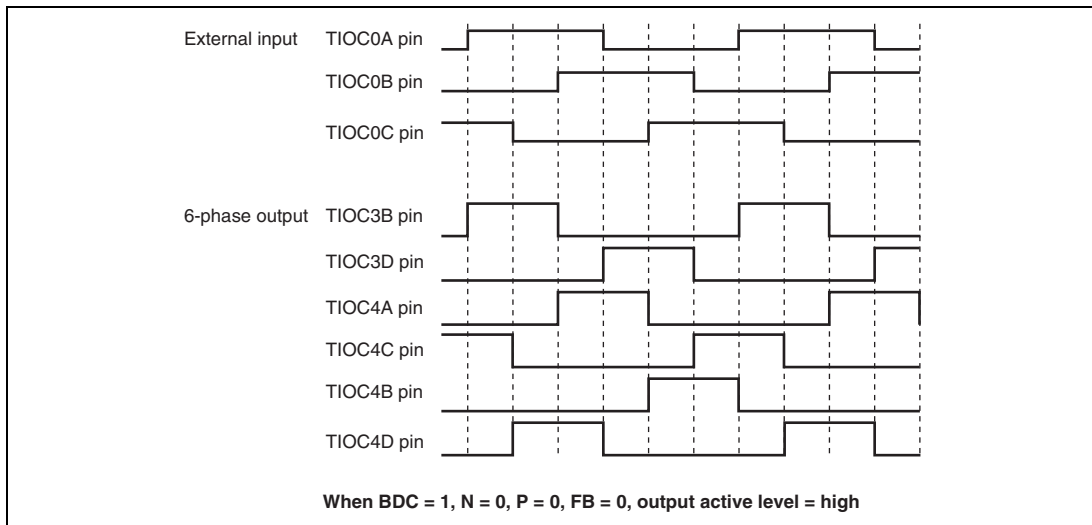 External input TIOC0A pin
TIOC0B pin
TIOC0C pin
6-phase output TIOC3B pin
TIOC3D pin
TIOC4A pin
TIOC4C pin
TIOC4B pin
TIOC4D pin
When BDC = 1, N = 0, P = 0, FB = 0, output active level = high